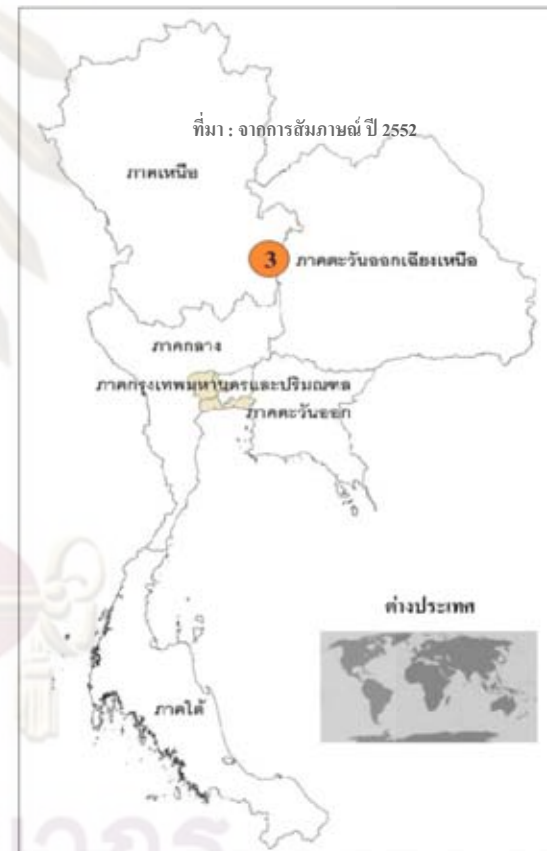 ที่มา : จากการสัมภาษณ์ ปี 2552
ภาคเหนือ
3 ภาคตะวันออกเฉียงเหนือ
ภาคกลาง
ภาคกรุงเทพมหานครและปริมณฑล
ภาคตะวันออก
ต่างประเทศ
ภาคใต้